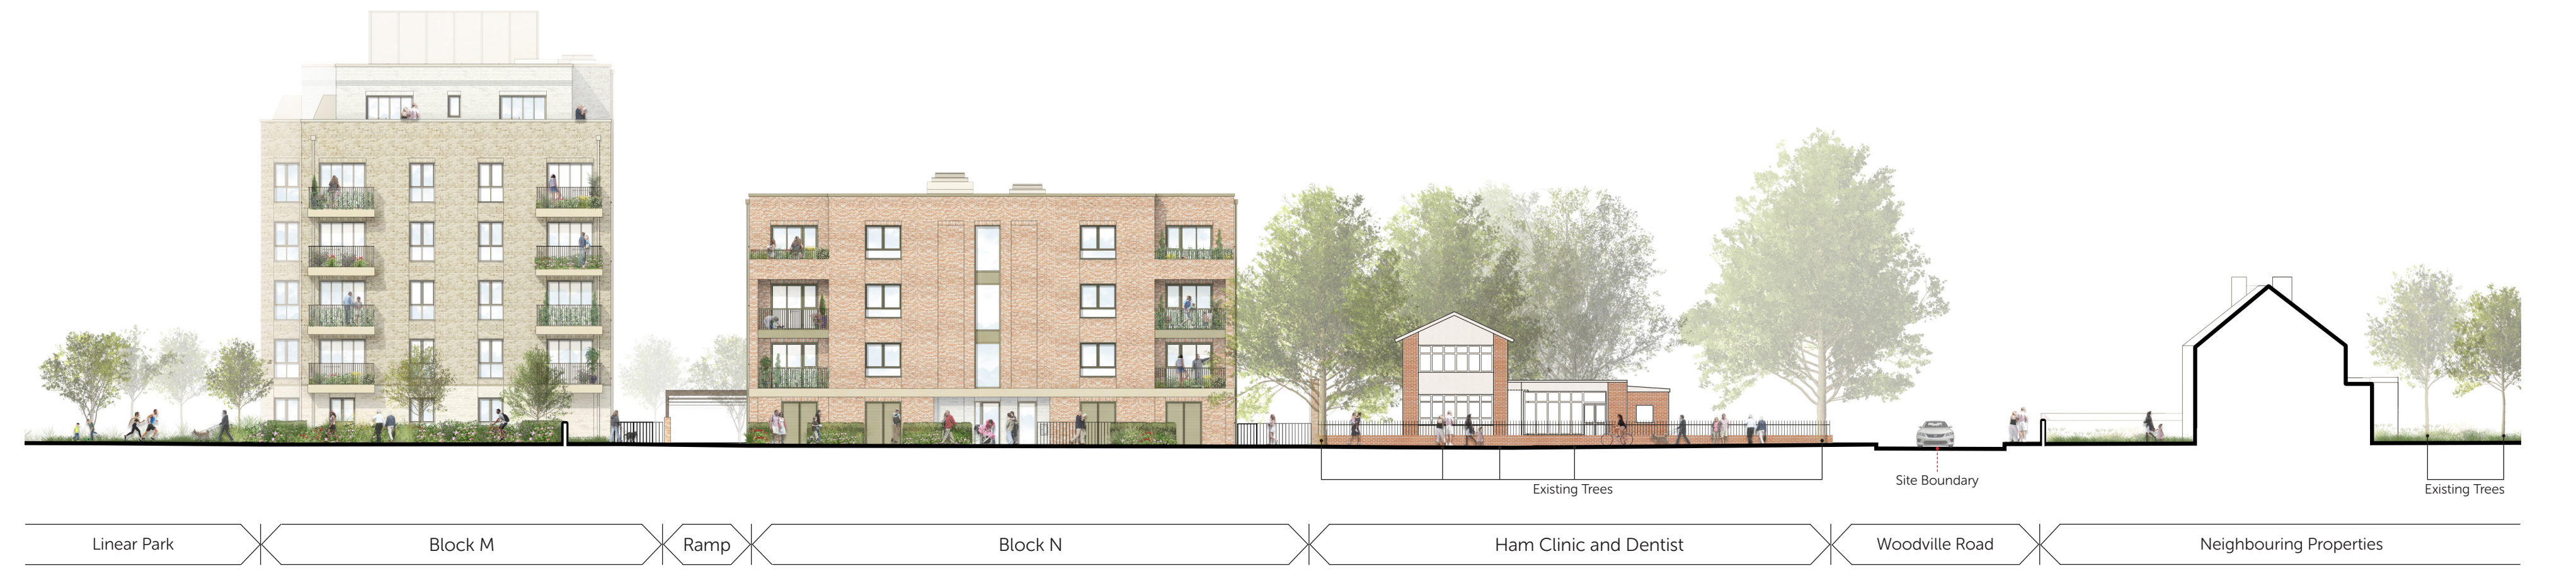 Site Boundary
Existing Trees
Existing Trees
Linear Park
Block M
Ramp
Block N
Ham Clinic and Dentist
Woodville Road
Neighbouring Properties